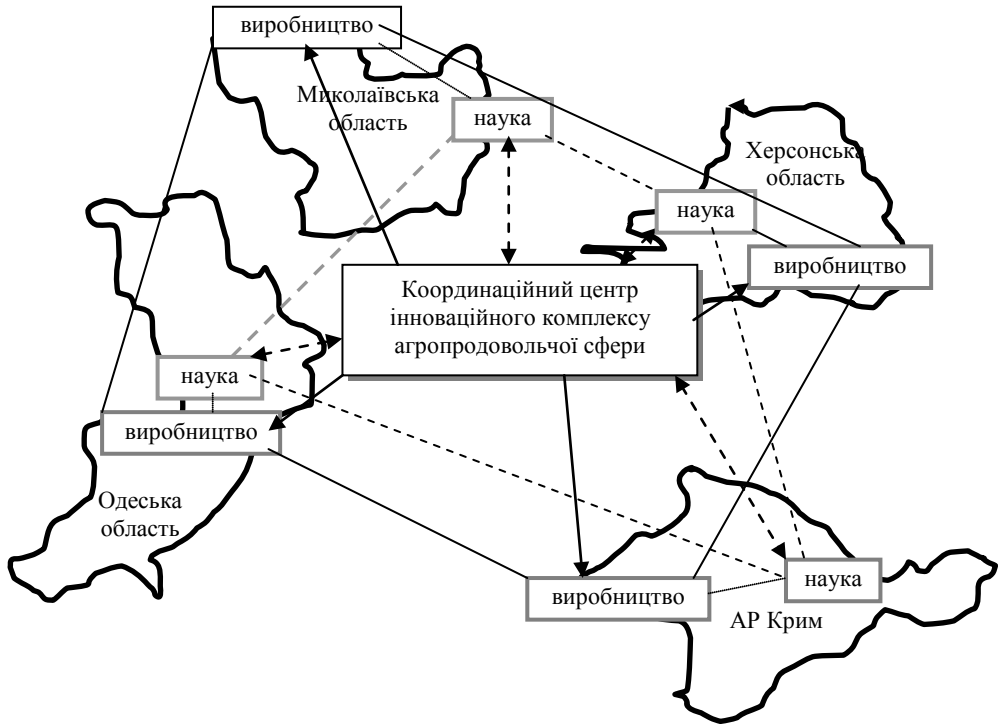 виробництво
Миколаївська
область
наука
Херсонська
область
наука
виробництво
Координаційний центр
інноваційного комплексу
агропродовольчої сфери
наука
виробництво
Одеська
область
виробництво
наука
АР Крим